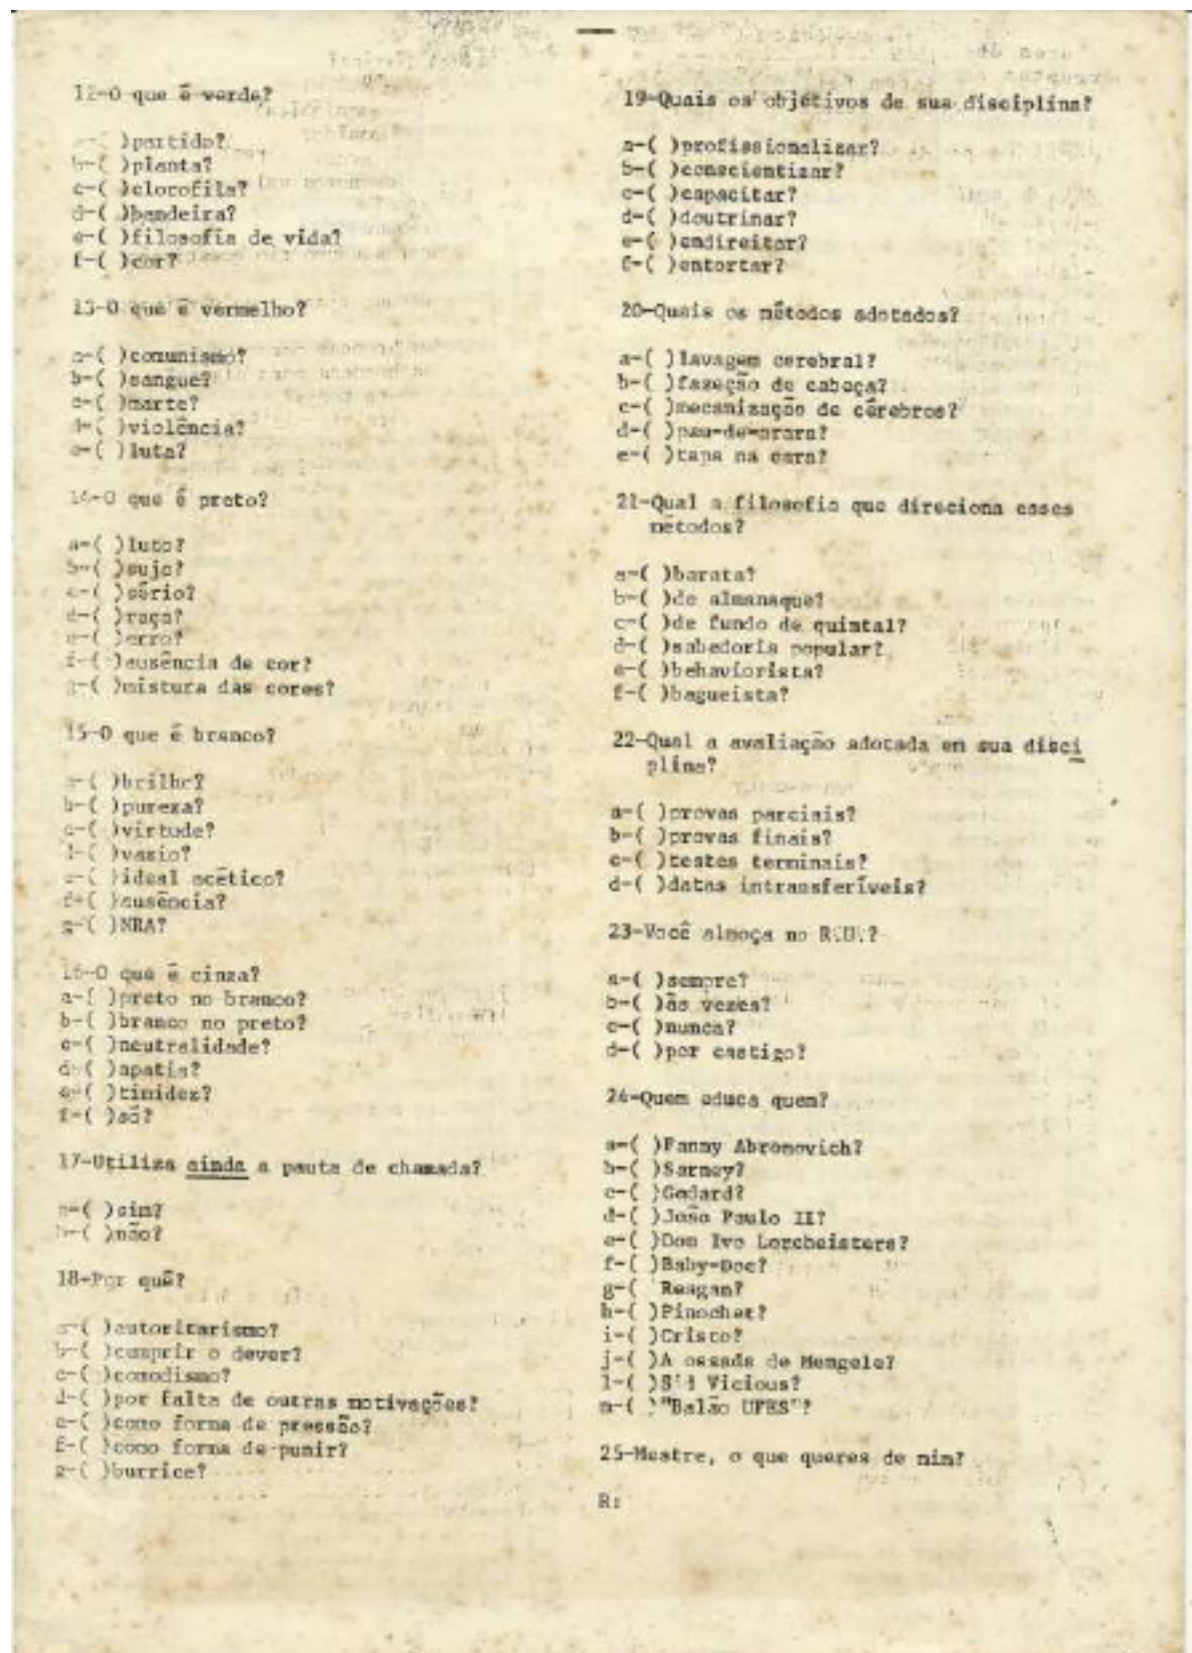 12-O que é verde?
a-( )partido?
b-( )planta?
c-( )clorofila?
d-( )bandeira?
e-( )filosofia de vida?
f-( )cor?
13-O que é vermelho?
a-( )comunismo?
b-( )sangue?
c-( )marte?
d-( )violência?
e-( )luta?
14-O que é preto?
a-( )luto?
b-( )sujo?
c-( )sério?
d-( )raça?
e-( )erro?
f-( )ausência de cor?
g-( )mistura das cores?
15-O que é branco?
a-( )brilho?
b-( )pureza?
c-( )virtude?
d-( )vazio?
e-( )ideal acético?
f-( )ausência?
g-( )NRA?
16-O que é cinza?
a-( )preto no branco?
b-( )branco no preto?
c-( )neutralidade?
d-( )apatia?
e-( )timidez?
f-( )só?
17-Utiliza ainda a pauta de chamada?
a-( )sim?
b-( )não?
18-Por quê?
a-( )autoritarismo?
b-( )cumprir o dever?
c-( )comodismo?
d-( )por falta de outras motivações?
e-( )como forma de pressão?
f-( )como forma de punir?
g-( )burrice?
19-Quais os objetivos de sua disciplina?
a-( )profissionalizar?
b-( )conscientizar?
c-( )capacitar?
d-( )doutrinar?
e-( )endireitar?
f-( )entortar?
20-Quais os métodos adotados?
a-( )lavagem cerebral?
b-( )fazeção de cabeça?
c-( )mecanização de cérebros?
d-( )pau-de-arara?
e-( )tapa na cara?
21-Qual a filosofia que direciona esses
métodos?
a-( )barata?
b-( )de almanaque?
c-( )de fundo de quintal?
d-( )sabedoria popular?
e-( )behaviorista?
f-( )bagueista?
22-Qual a avaliação adotada en sua disci
plina?
a-( )provas parciais?
b-( )provas finais?
c-( )testes terminais?
d-( )datas intransferíveis?
23-Você almoça no R.U.?
a-( )sempre?
b-( )às vezes?
c-( )nunca?
d-( )por castigo?
24-Quem educa quem?
a-( )Fanny Abromovich?
b-( )Sarney?
c-( )Godard?
d-( )João Paulo II?
e-( )Dom Ivo Lorcheisters?
f-( )Baby-Doc?
g-( Reagan?
h-( )Pinochet?
i-( )Cristo?
j-( )A ossada de Mengele?
l-( )Sid Vicious?
m-( )"Balão UFES"?
25-Mestre, o que queres de mim?
R: